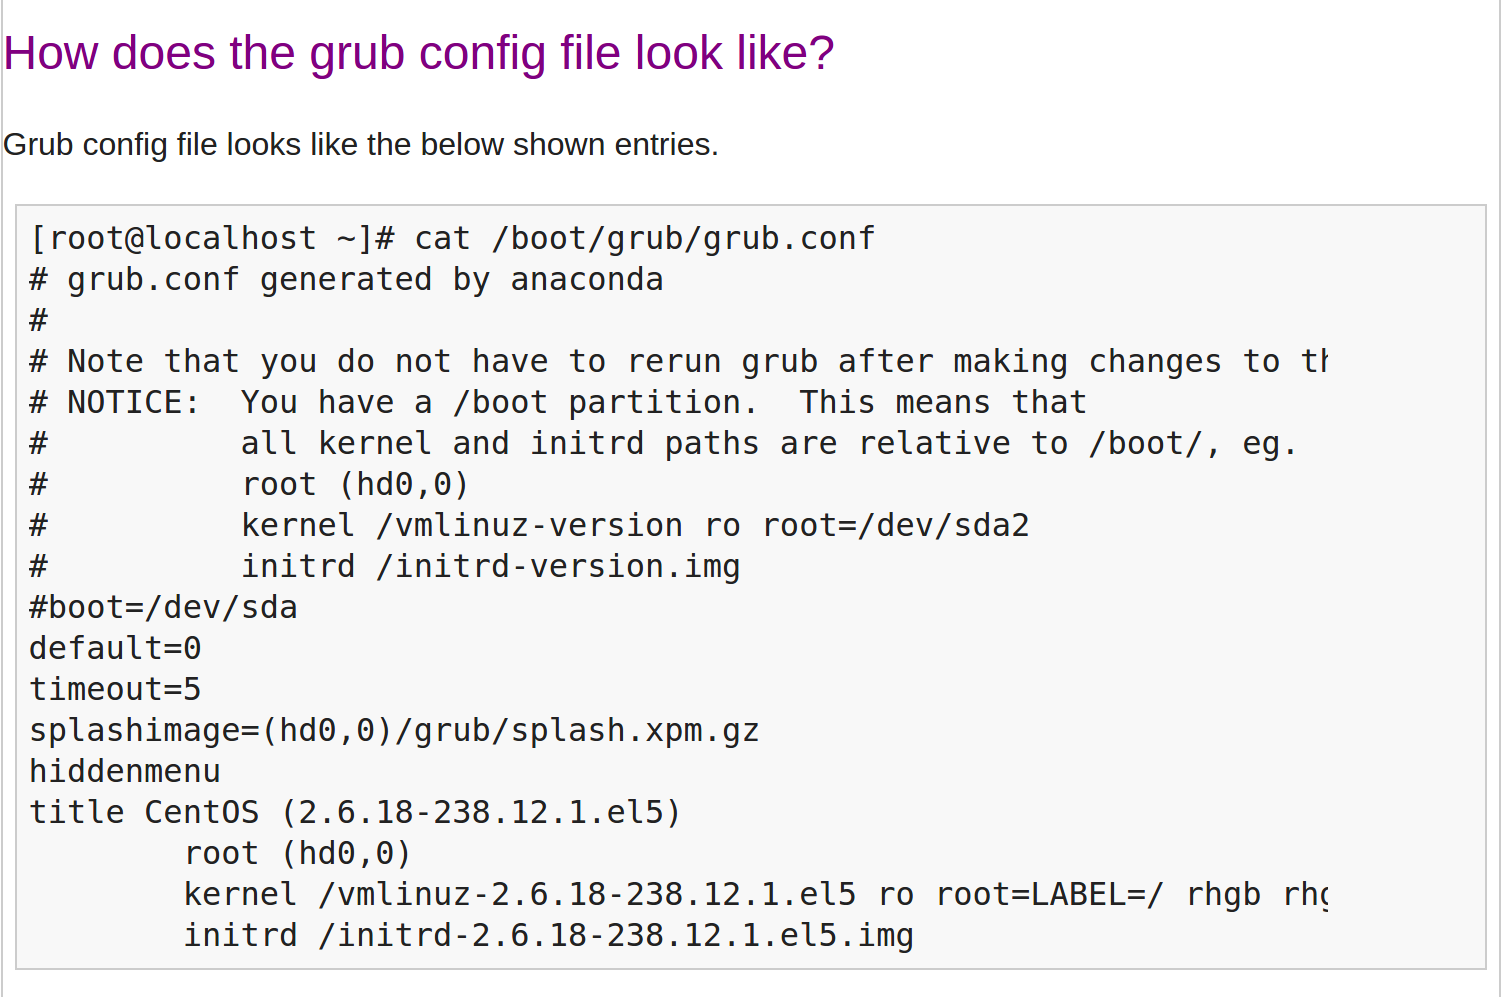 How does the grub config file look like?
Grub config file looks like the below shown entries.
[root@localhost ~]# cat /boot/grub/grub.conf
# grub.conf generated by anaconda
#
# Note that you do not have to rerun grub after making changes to
# NOTICE:  You have a /boot partition.  This means that
#          all kernel and initrd paths are relative to /boot/, eg.
#          root (hd0,0)
#          kernel /vmlinuz-version ro root=/dev/sda2
#          initrd /initrd-version.img
#boot=/dev/sda
default=0
timeout=5
splashimage=(hd0,0)/grub/splash.xpm.gz
hiddenmenu
title CentOS (2.6.18-238.12.1.el5)
        root (hd0,0)
        kernel /vmlinuz-2.6.18-238.12.1.el5 ro root=LABEL=/ rhgb
        initrd /initrd-2.6.18-238.12.1.el5.img